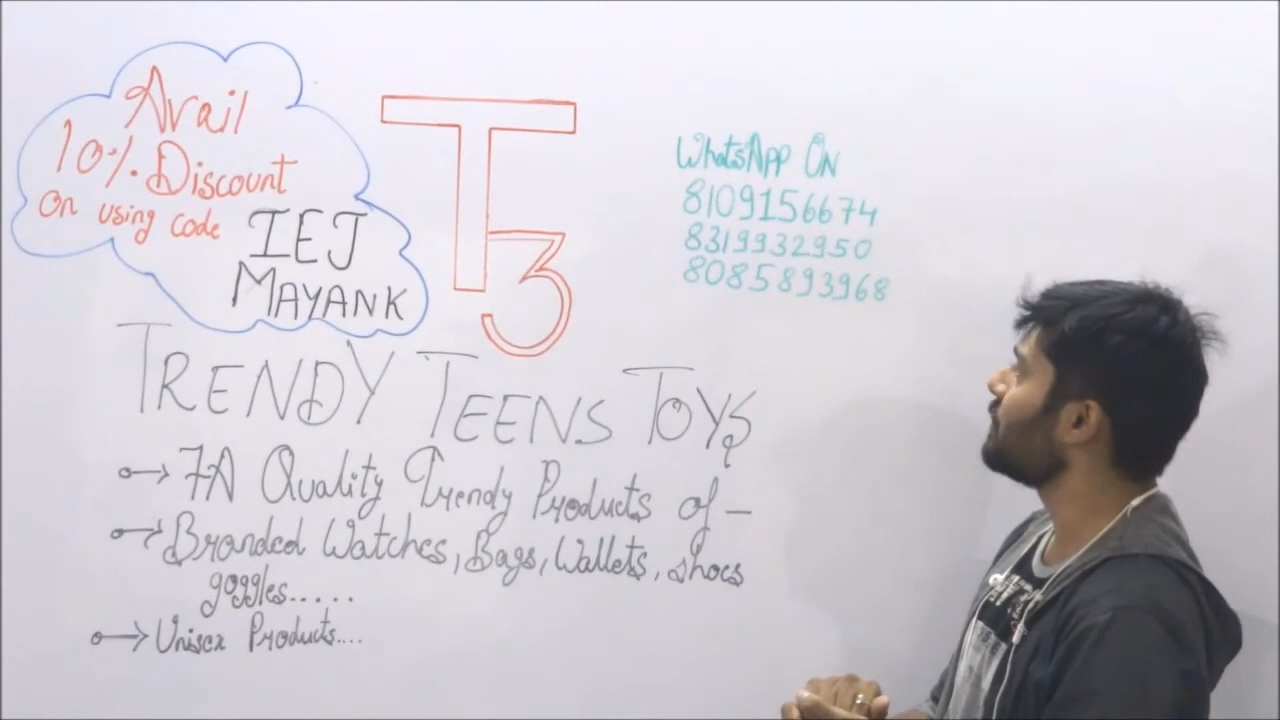 Avail
10% Discount
On using code
IEJ
MAYANK
T3
WhatsApp On
8109156674
8319932950
8085893968
TRENDY TEENS TOYS
7A Quality Trendy Products of -
Branded Watches, Bags, Wallets, shoes
goggles.....
Unisex Products....